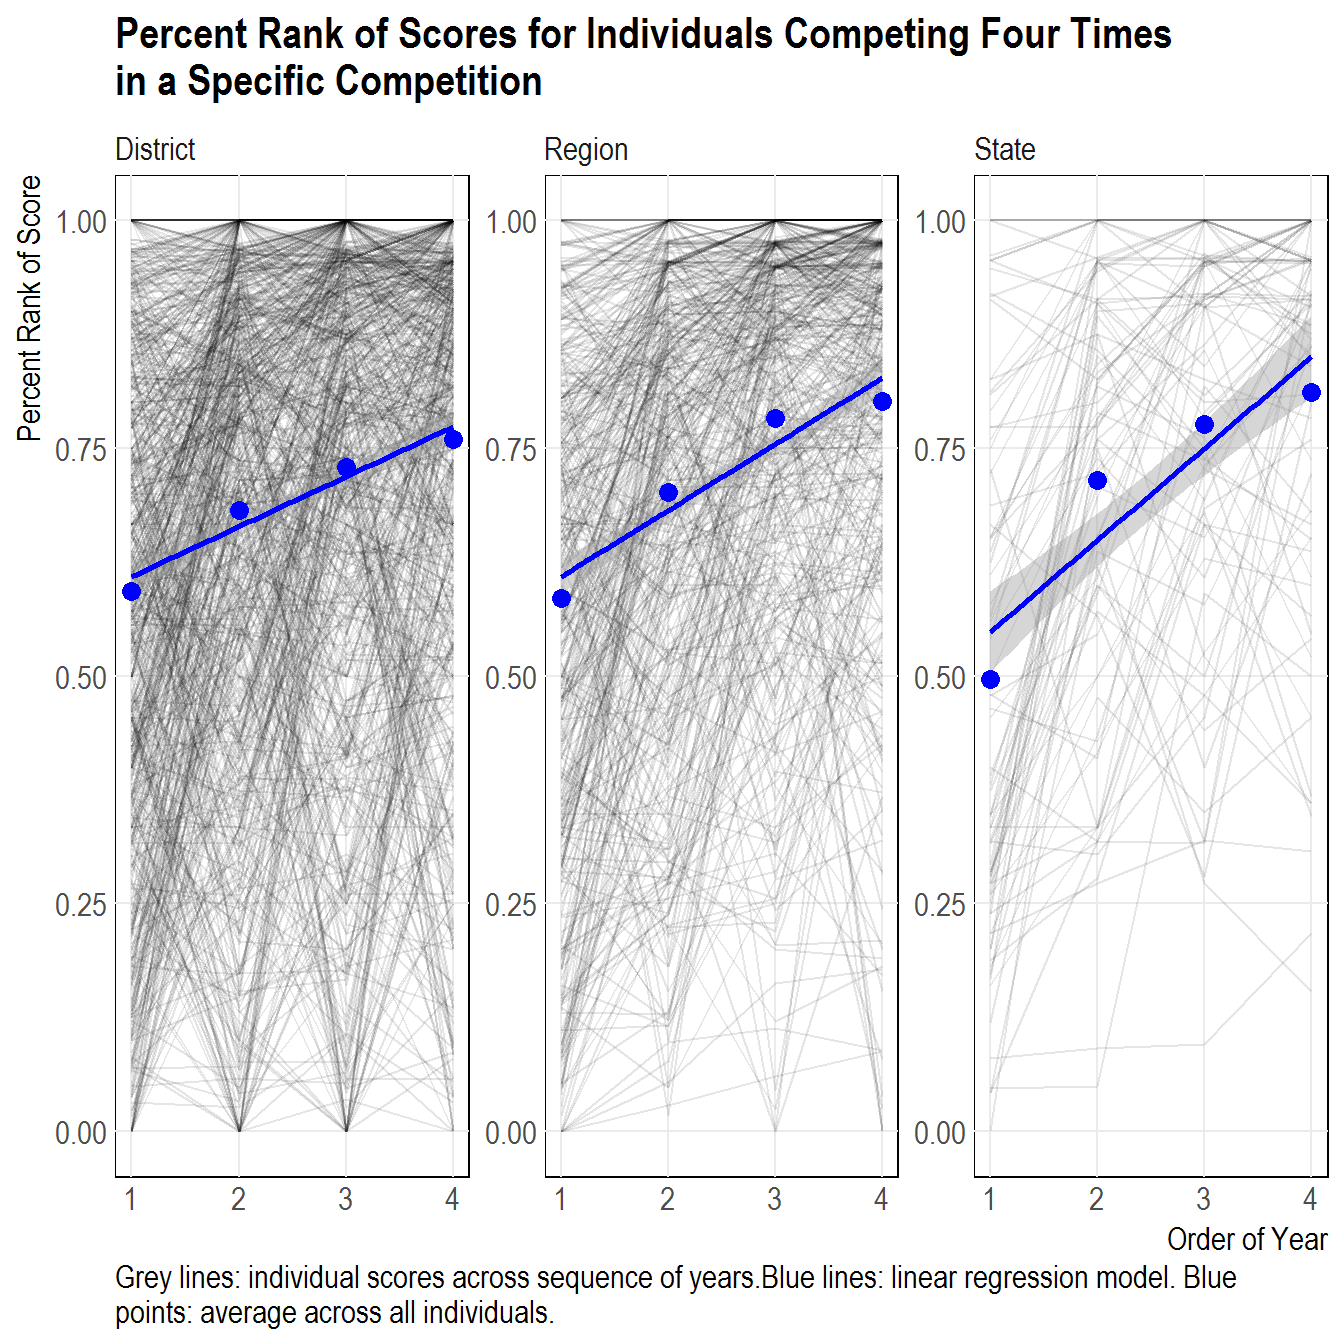 Percent Rank of Scores for Individuals Competing Four Times
in a Specific Competition
District
Region
State
Percent Rank of Score
1.00
0.75
0.50
0.25
0.00
1.00
0.75
0.50
0.25
0.00
1.00
0.75
0.50
0.25
0.00
1 2 3 4
1 2 3 4
1 2 3 4
Order of Year
Grey lines: individual scores across sequence of years.Blue lines: linear regression model. Blue
points: average across all individuals.